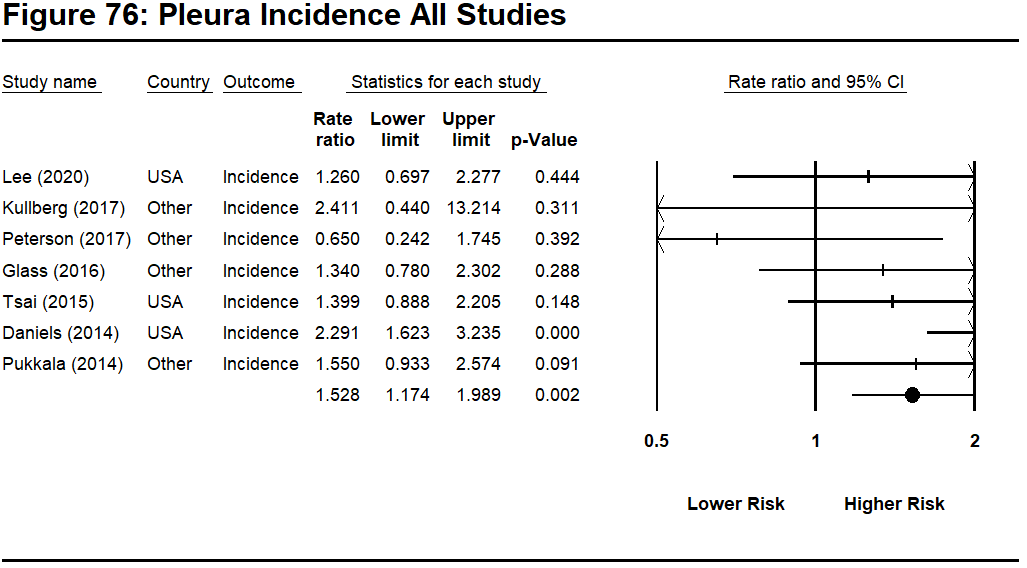 Figure 76: Pleura Incidence All Studies
Study name Country Outcome Statistics for each study Rate ratio and 95% CI
Rate Lower Upper
ratio limit limit p-Value
Lee (2020) USA Incidence 1.260 0.697 2.277 0.444
Kullberg (2017) Other Incidence 2.411 0.440 13.214 0.311
Peterson (2017) Other Incidence 0.650 0.242 1.745 0.392
Glass (2016) Other Incidence 1.340 0.780 2.302 0.288
Tsai (2015) USA Incidence 1.399 0.888 2.205 0.148
Daniels (2014) USA Incidence 2.291 1.623 3.235 0.000
Pukkala (2014) Other Incidence 1.550 0.933 2.574 0.091
1.528 1.174 1.989 0.002
0.5 1 2
Lower Risk Higher Risk